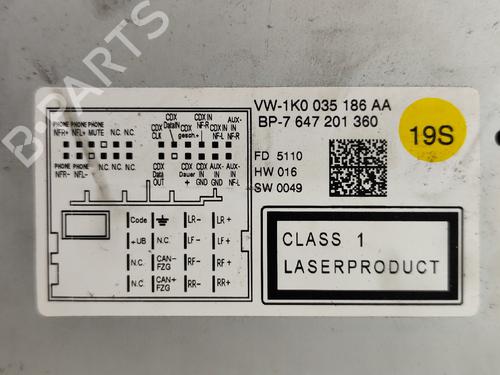 VW-1K0 035 186 AA
BP-7 647 201 360
19S
FD 5110
HW 016
SW 0049
CLASS 1
LASERPRODUCT
PHONE NFR+
PHONE NFL+
PHONE MUTE
N.C.
N.C.
CDX CLK
CDX DataIN
CDX gesch.+
CDX IN NF-R
CDX IN NF-L
AUX-IN NF-R
PHONE NFR-
PHONE NFL-
N.C.
N.C.
N.C.
CDX Data OUT
CDX Dauer +
CDX IN GND
AUX IN GND
AUX-IN NF-L
Code LR- LR+
+UB N.C. LF- LF+
N.C. CAN- FZG RF- RF+
N.C. CAN+ FZG RR- RR+
B-PARTS